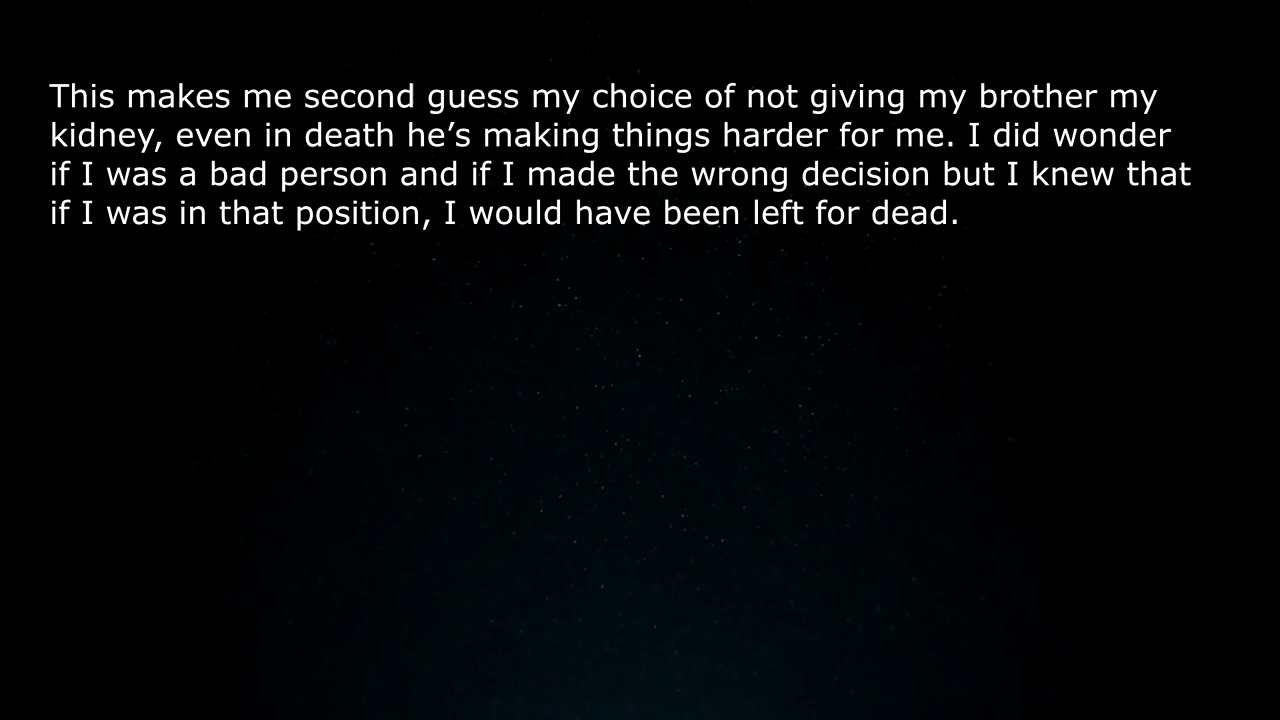 This makes me second guess my choice of not giving my brother my
kidney, even in death he’s making things harder for me. I did wonder
if I was a bad person and if I made the wrong decision but I knew that
if I was in that position, I would have been left for dead.